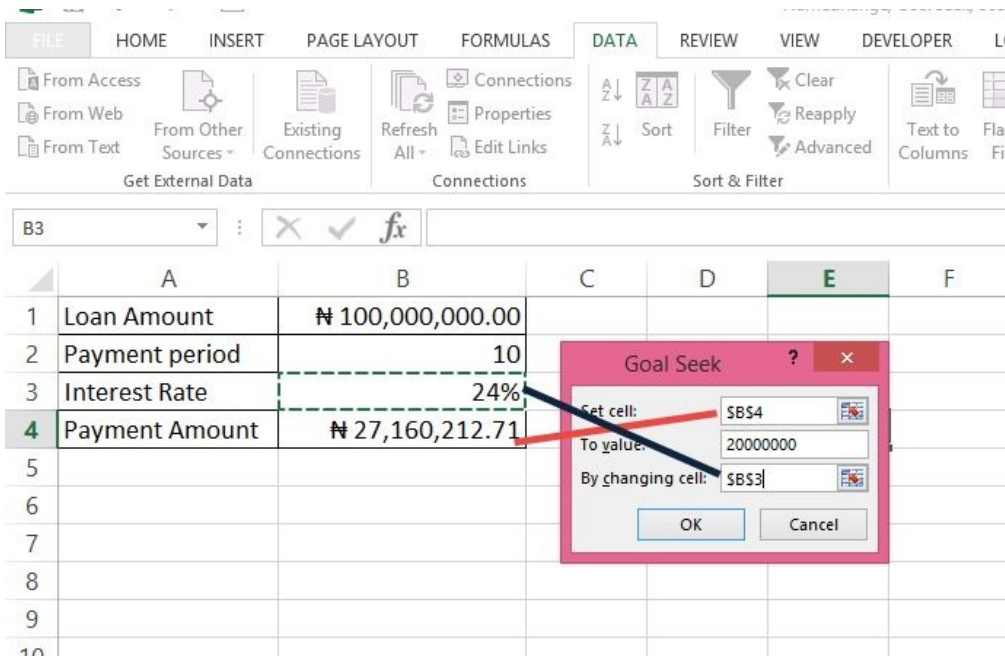 FILE HOME INSERT PAGE LAYOUT FORMULAS DATA REVIEW VIEW DEVELOPER
From Access
From Web
From Text
From Other
Sources
Existing
Connections
Refresh
All
Connections
Properties
Edit Links
Sort
Filter
Clear
Reapply
Advanced
Text to
Columns
Get External Data Connections Sort & Filter
B3 fx
A B C D E F
1 Loan Amount ₦ 100,000,000.00
2 Payment period 10
3 Interest Rate 24%
4 Payment Amount ₦ 27,160,212.71
5
6
7
8
9
10
Goal Seek ? ×
Set cell: $B$4
To value: 20000000
By changing cell: $B$3
OK Cancel